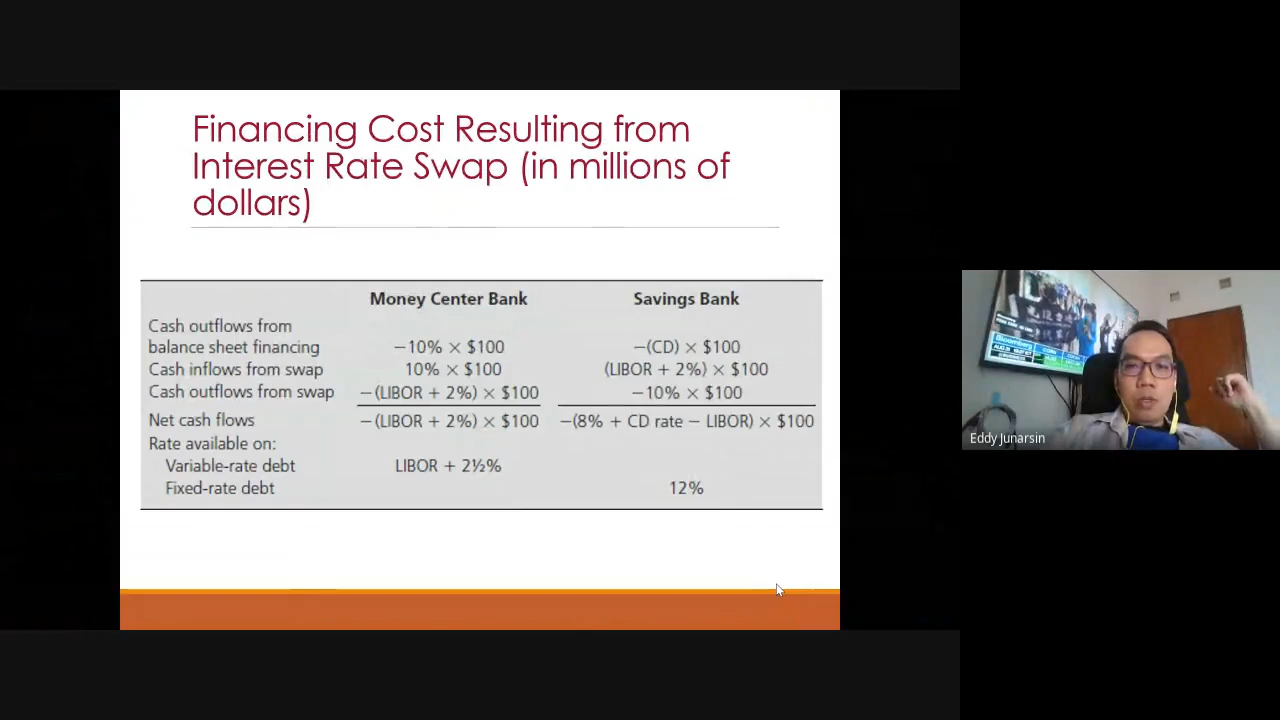 Financing Cost Resulting from
Interest Rate Swap (in millions of
dollars)
Money Center Bank Savings Bank
Cash outflows from
balance sheet financing −10% × $100 −(CD) × $100
Cash inflows from swap 10% × $100 (LIBOR + 2%) × $100
Cash outflows from swap −(LIBOR + 2%) × $100 −10% × $100
Net cash flows −(LIBOR + 2%) × $100 −(8% + CD rate − LIBOR) × $100
Rate available on:
Variable-rate debt LIBOR + 2½%
Fixed-rate debt 12%
Bloomberg
Eddy Junarsin